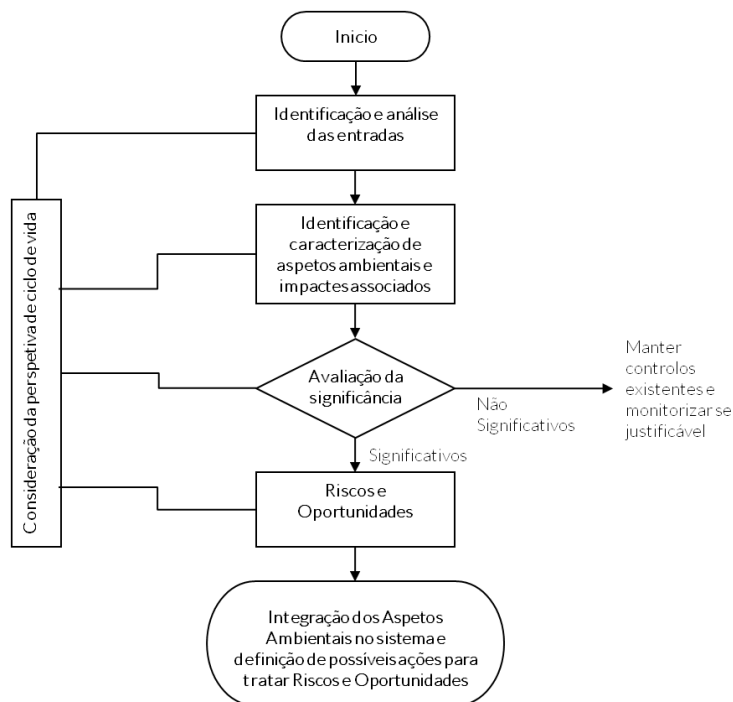 Inicio
Identificação e análise
das entradas
Identificação e
caracterização de
aspetos ambientais e
impactes associados
Consideração da perspetiva de ciclo de vida
Avaliação da
significância
Não
Significativos
Manter
controlos
existentes e
monitorizar se
justificável
Significativos
Riscos e
Oportunidades
Integração dos Aspetos
Ambientais no sistema e
definição de possíveis ações para
tratar Riscos e Oportunidades